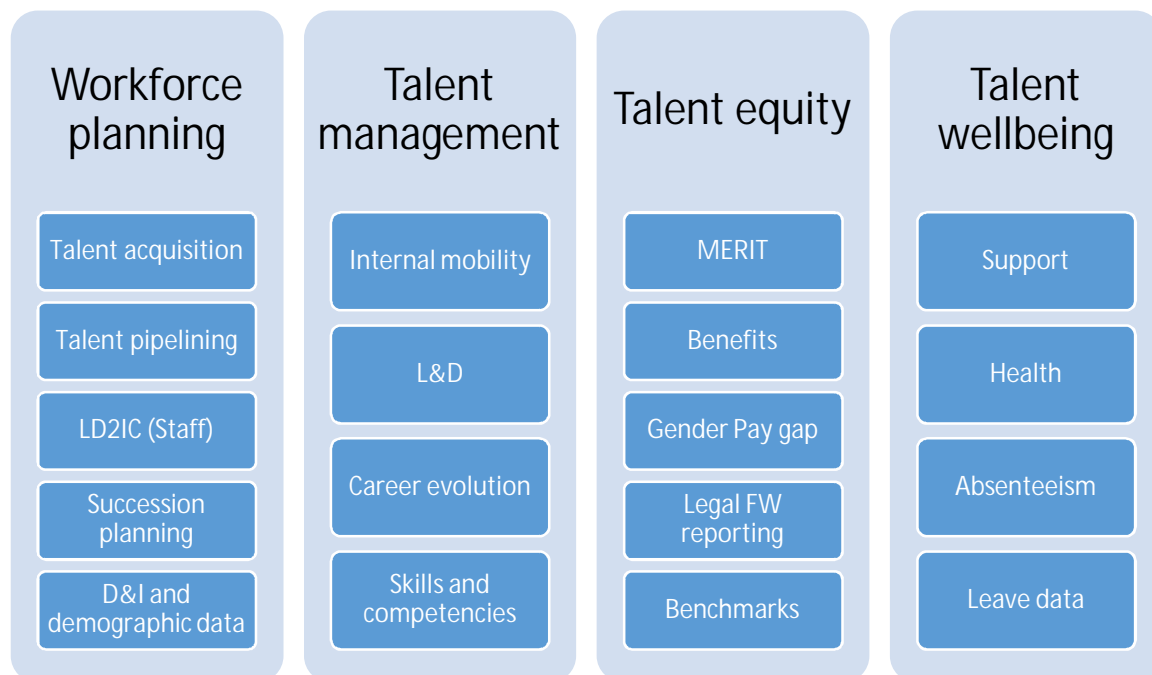 Workforce
planning
Talent acquisition
Talent pipelining
LD2IC (Staff)
Succession
planning
D&I and
demographic data
Talent
management
Internal mobility
L&D
Career evolution
Skills and
competencies
Talent equity
MERIT
Benefits
Gender Pay gap
Legal FW
reporting
Benchmarks
Talent
wellbeing
Support
Health
Absenteeism
Leave data